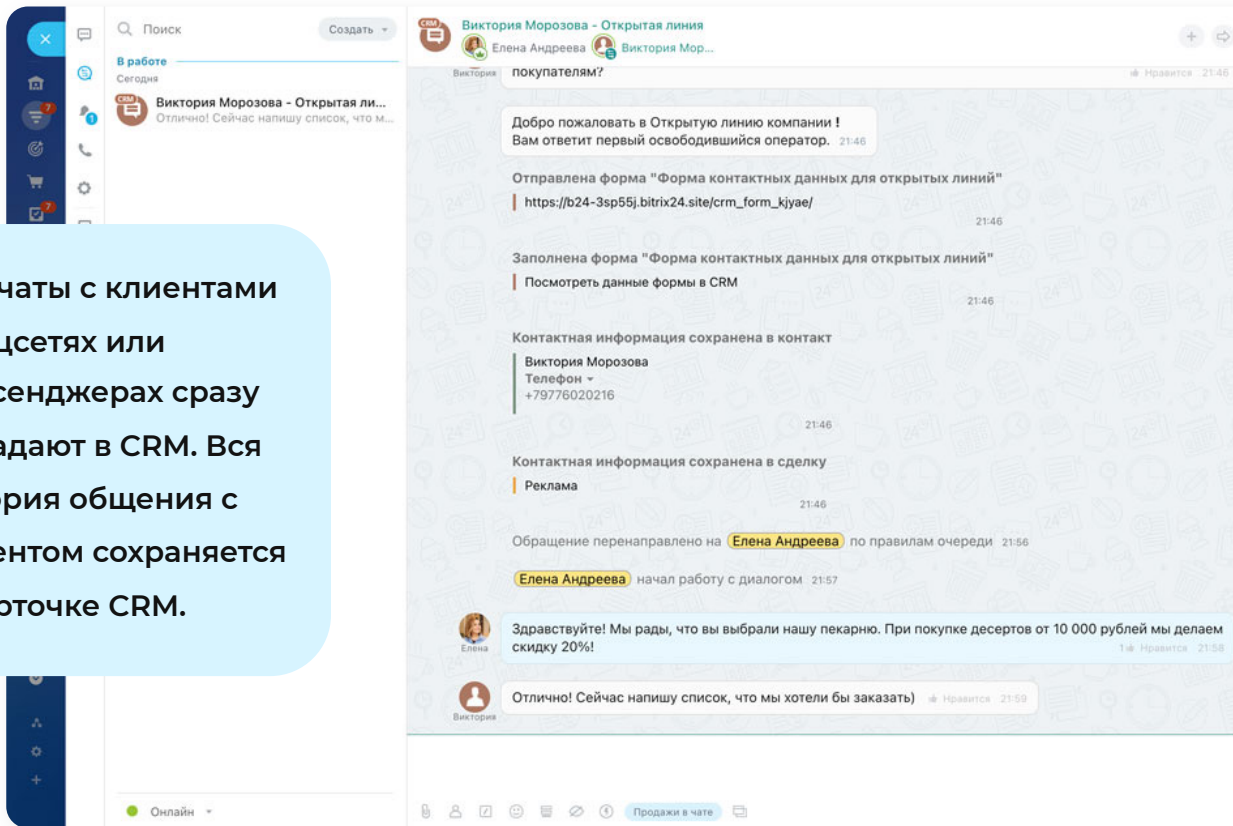 Поиск
Создать
В работе
Сегодня
CRM
Виктория Морозова - Открытая ли...
Отлично! Сейчас напишу список, что м...
7
1
7
чаты с клиентами
цсетях или
сенджерах сразу
адают в CRM. Вся
рия общения с
ентом сохраняется
рточке CRM.
Онлайн
CRM
Виктория Морозова - Открытая линия
Елена Андреева Виктория Мор...
Виктория
покупателям?
Нравится 21:46
Добро пожаловать в Открытую линию компании !
Вам ответит первый освободившийся оператор. 21:46
Отправлена форма "Форма контактных данных для открытых линий"
https://b24-3sp55j.bitrix24.site/crm_form_kjyae/
21:46
Заполнена форма "Форма контактных данных для открытых линий"
Посмотреть данные формы в CRM
21:46
Контактная информация сохранена в контакт
Виктория Морозова
Телефон
+79776020216
21:46
Контактная информация сохранена в сделку
Реклама
21:46
Обращение перенаправлено на Елена Андреева по правилам очереди 21:56
Елена Андреева начал работу с диалогом 21:57
Здравствуйте! Мы рады, что вы выбрали нашу пекарню. При покупке десертов от 10 000 рублей мы делаем
скидку 20%!
1 Нравится 21:58
Елена
Отлично! Сейчас напишу список, что мы хотели бы заказать) Нравится 21:59
Виктория
Продажи в чате